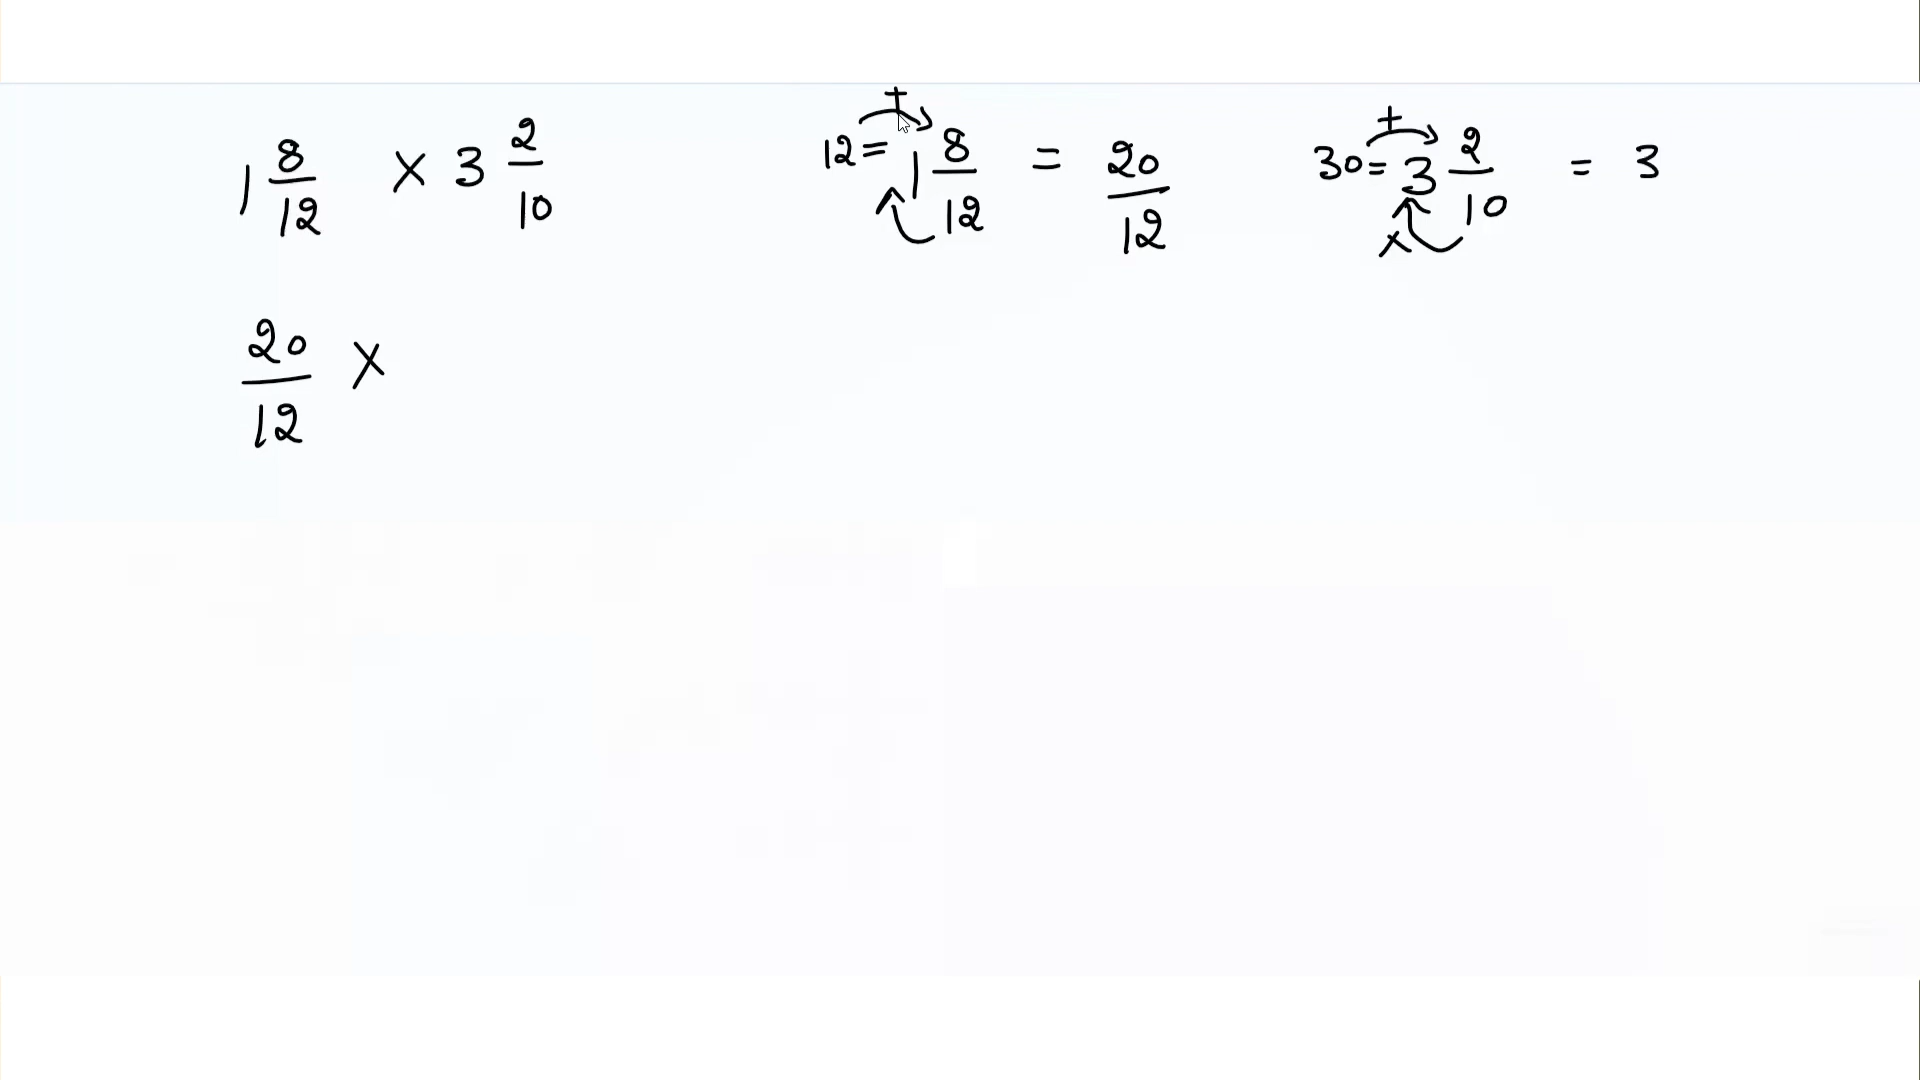 1 8/12 × 3 2/10
12 = 1 8/12 = 20/12
+
30 = 3 2/10 = 3
+
×
20/12 ×